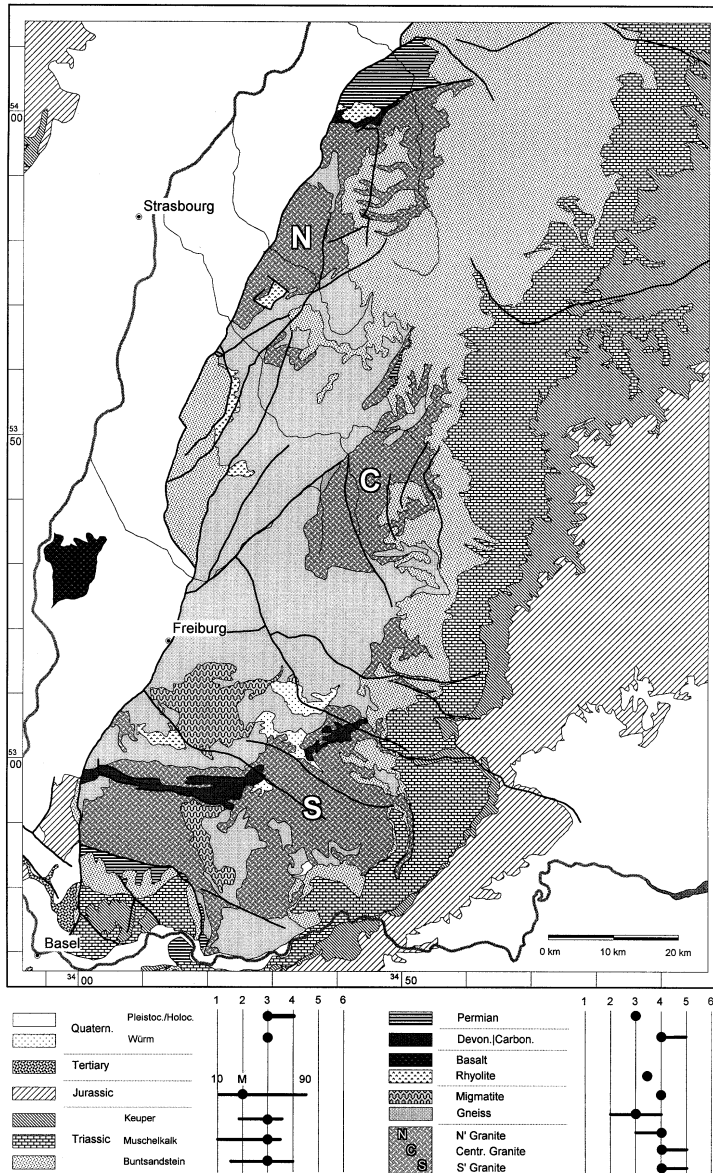 54
00
Strasbourg
N
53
50
C
Freiburg
53
00
S
Basel
0 km 10 km 20 km
34 00 34 50
1 2 3 4 5 6
Quatern.
Pleistoc./Holoc.
Würm
Tertiary
10 M 90
Jurassic
Triassic
Keuper
Muschelkalk
Buntsandstein
1 2 3 4 5 6
Permian
Devon.|Carbon.
Basalt
Rhyolite
Migmatite
Gneiss
N N' Granite
C Centr. Granite
S S' Granite